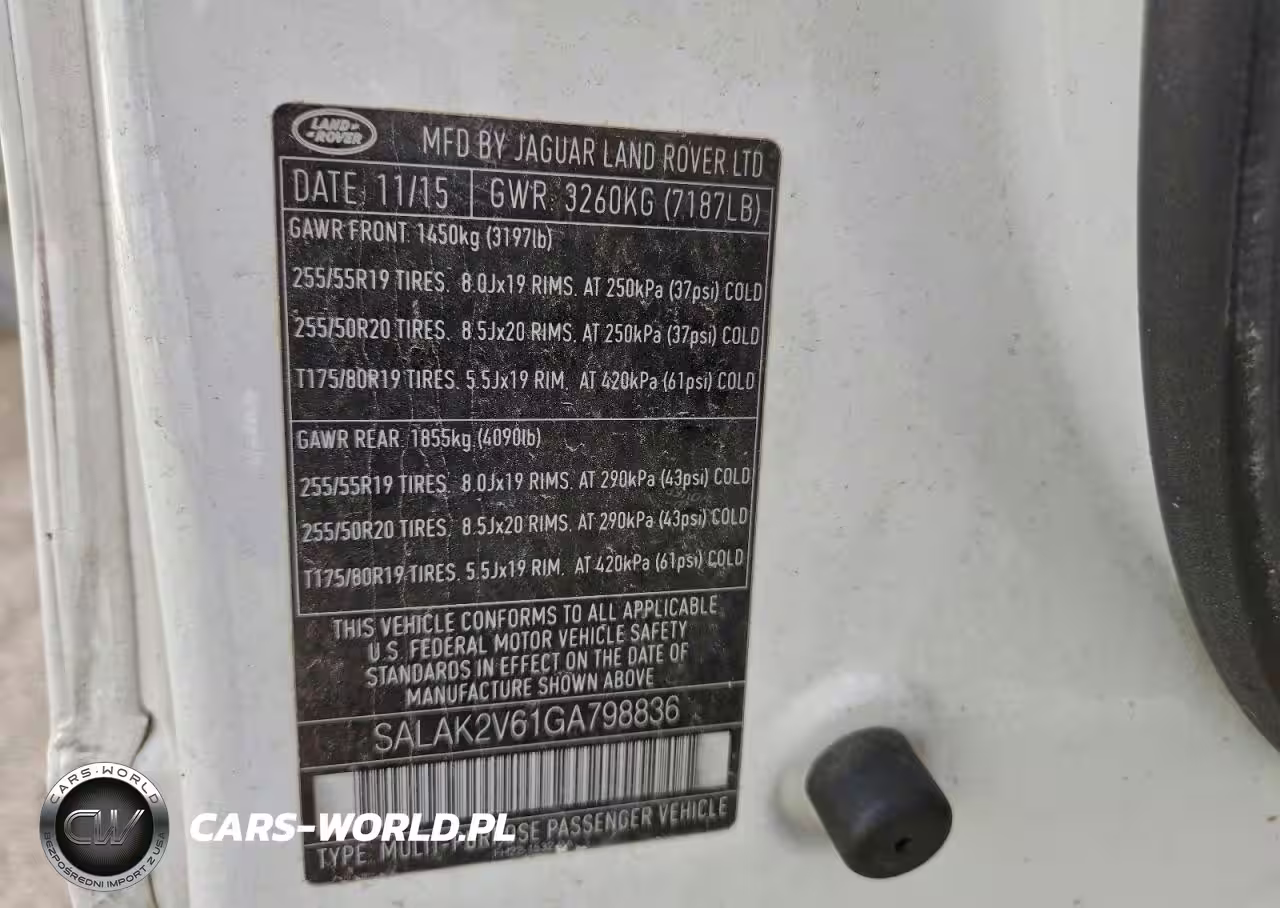 LAND ROVER
MFD BY JAGUAR LAND ROVER LTD
DATE: 11/15 GWR: 3260KG (7187LB)
GAWR FRONT. 1450kg (3197lb)
255/55R19 TIRES. 8.0Jx19 RIMS. AT 250kPa (37psi) COLD
255/50R20 TIRES. 8.5Jx20 RIMS. AT 250kPa (37psi) COLD
T175/80R19 TIRES. 5.5Jx19 RIM. AT 420kPa (61psi) COLD
GAWR REAR. 1855kg (4090lb)
255/55R19 TIRES. 8.0Jx19 RIMS. AT 290kPa (43psi) COLD
255/50R20 TIRES. 8.5Jx20 RIMS. AT 290kPa (43psi) COLD
T175/80R19 TIRES. 5.5Jx19 RIM. AT 420kPa (61psi) COLD
THIS VEHICLE CONFORMS TO ALL APPLICABLE
U.S. FEDERAL MOTOR VEHICLE SAFETY
STANDARDS IN EFFECT ON THE DATE OF
MANUFACTURE SHOWN ABOVE
SALAK2V61GA798836
TYPE: PASSENGER VEHICLE
CARS-WORLD
CW
BEZPOŚREDNI IMPORT Z USA
CARS-WORLD.PL